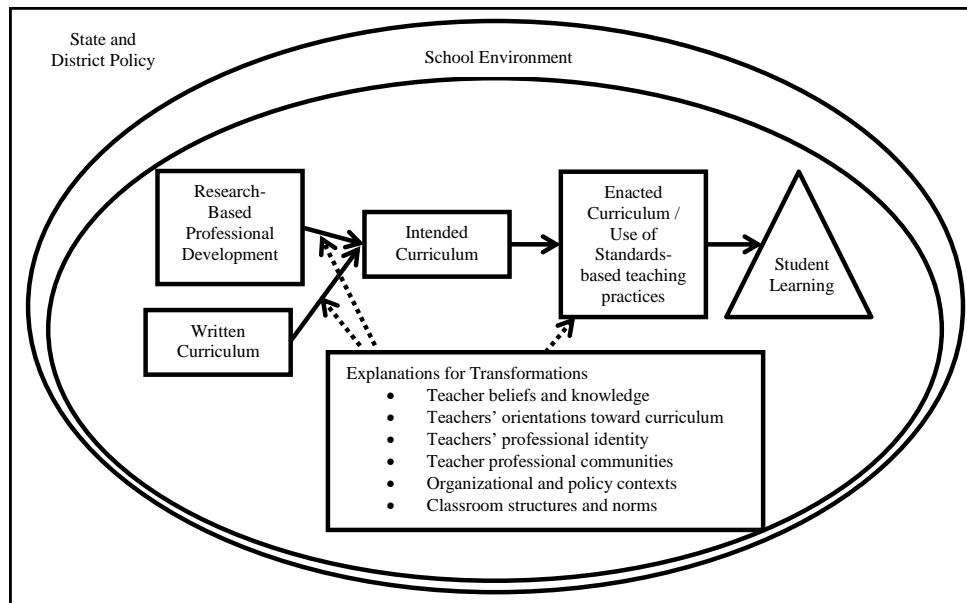 State and
District Policy
School Environment
Research-
Based
Professional
Development
Written
Curriculum
Intended
Curriculum
Enacted
Curriculum /
Use of
Standards-
based teaching
practices
Student
Learning
Explanations for Transformations
• Teacher beliefs and knowledge
• Teachers’ orientations toward curriculum
• Teachers’ professional identity
• Teacher professional communities
• Organizational and policy contexts
• Classroom structures and norms